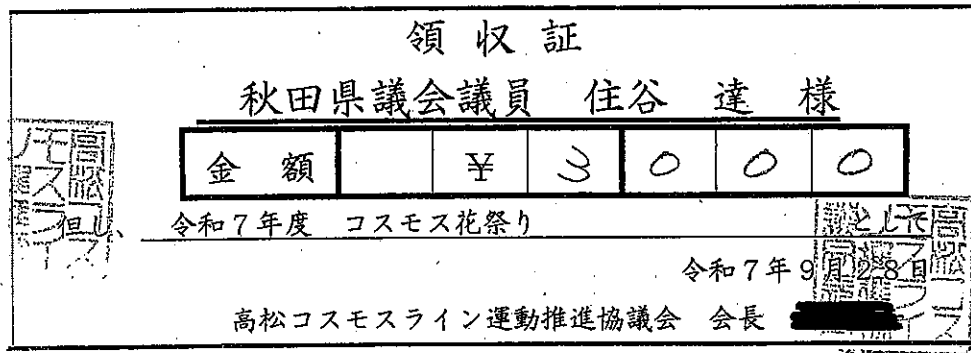 領収証
秋田県議会議員 住谷 達 様
金額 ¥3000
但し、令和7年度 コスモス花祭り として
令和7年9月28日
高松コスモスライン運動推進協議会 会長